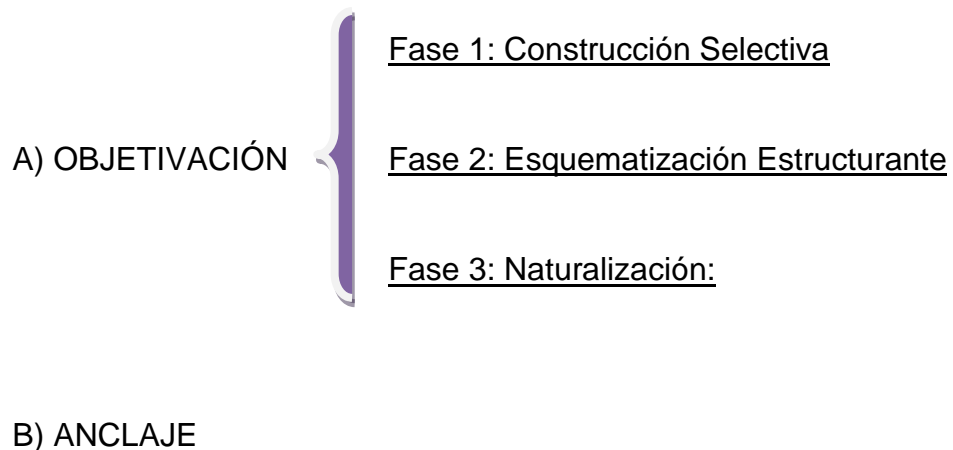 Fase 1: Construcción Selectiva
A) OBJETIVACIÓN
Fase 2: Esquematización Estructurante
Fase 3: Naturalización:
B) ANCLAJE